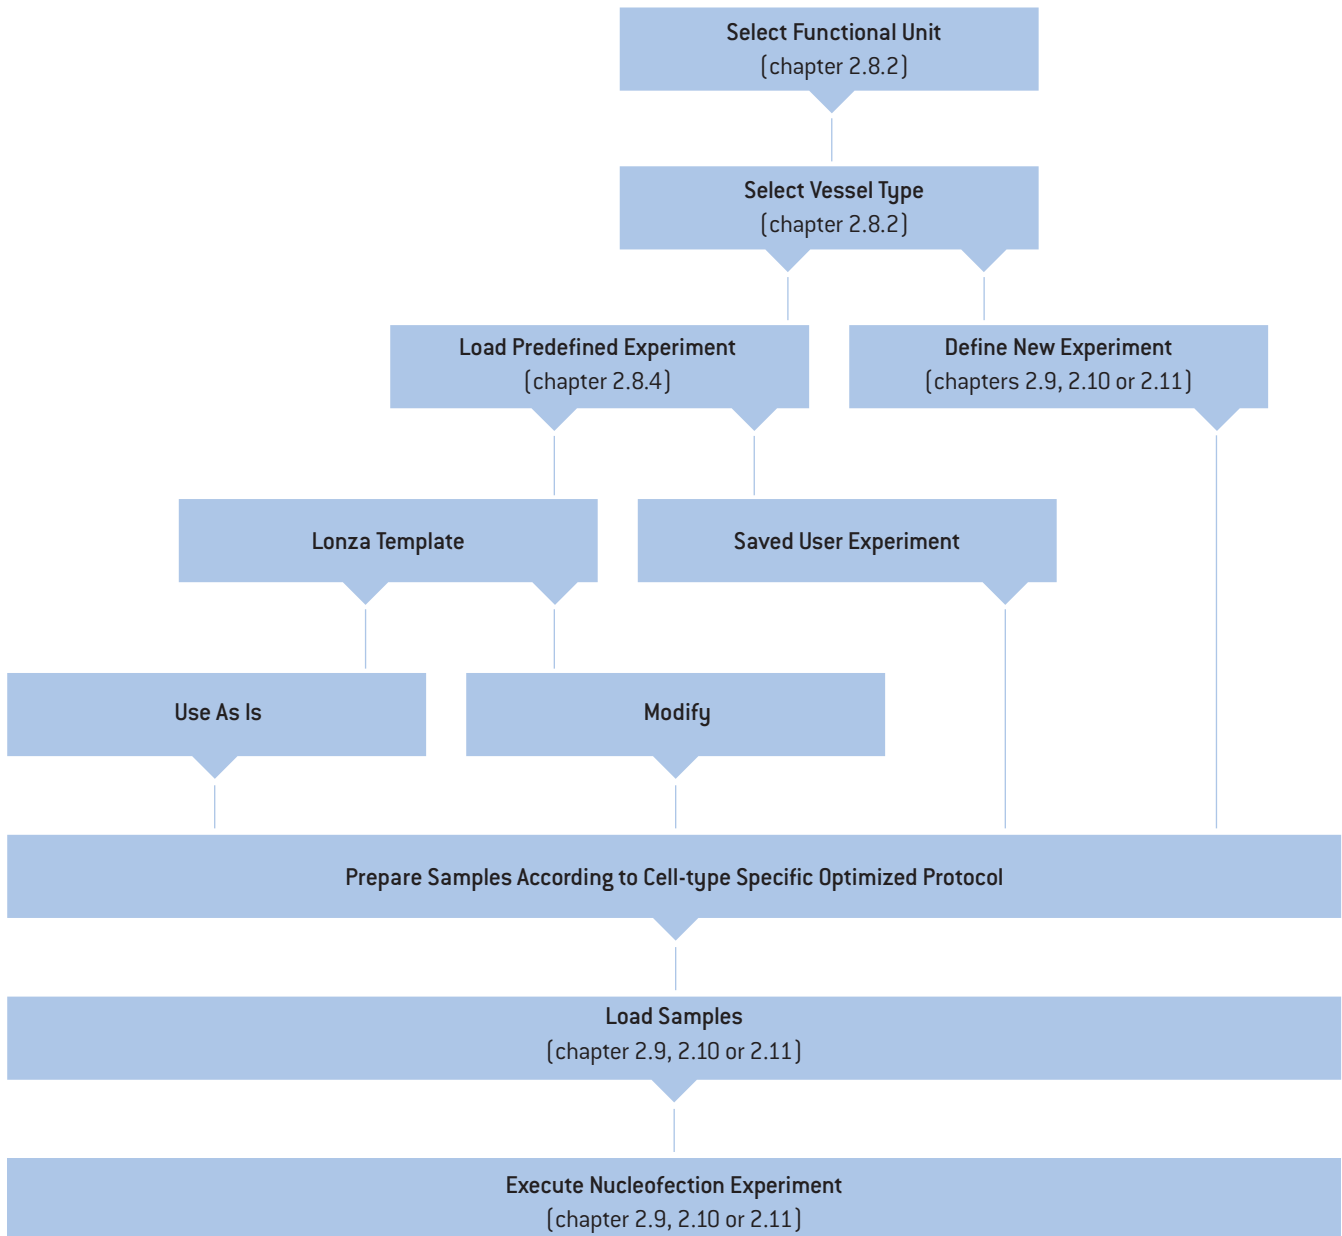 Select Functional Unit
(chapter 2.8.2)
Select Vessel Type
(chapter 2.8.2)
Load Predefined Experiment
(chapter 2.8.4)
Define New Experiment
(chapters 2.9, 2.10 or 2.11)
Lonza Template
Saved User Experiment
Use As Is
Modify
Prepare Samples According to Cell-type Specific Optimized Protocol
Load Samples
(chapter 2.9, 2.10 or 2.11)
Execute Nucleofection Experiment
(chapter 2.9, 2.10 or 2.11)